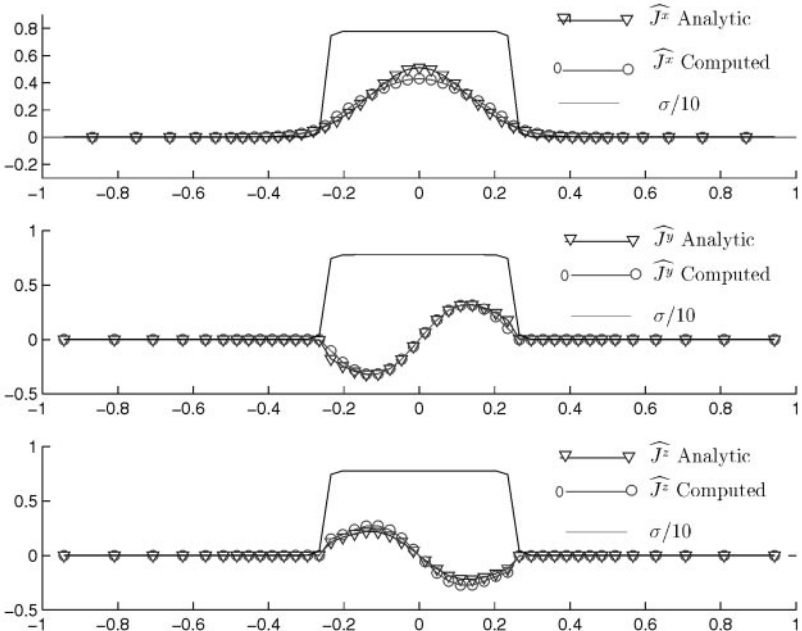 0.8
0.6
0.4
0.2
0
−0.2
−1 −0.8 −0.6 −0.4 −0.2 0 0.2 0.4 0.6 0.8 1
Ĵˣ Analytic
Ĵˣ Computed
σ/10
1
0.5
0
−0.5
−1 −0.8 −0.6 −0.4 −0.2 0 0.2 0.4 0.6 0.8 1
Ĵʸ Analytic
Ĵʸ Computed
σ/10
1
0.5
0
−0.5
−1 −0.8 −0.6 −0.4 −0.2 0 0.2 0.4 0.6 0.8 1
Ĵᶻ Analytic
Ĵᶻ Computed
σ/10